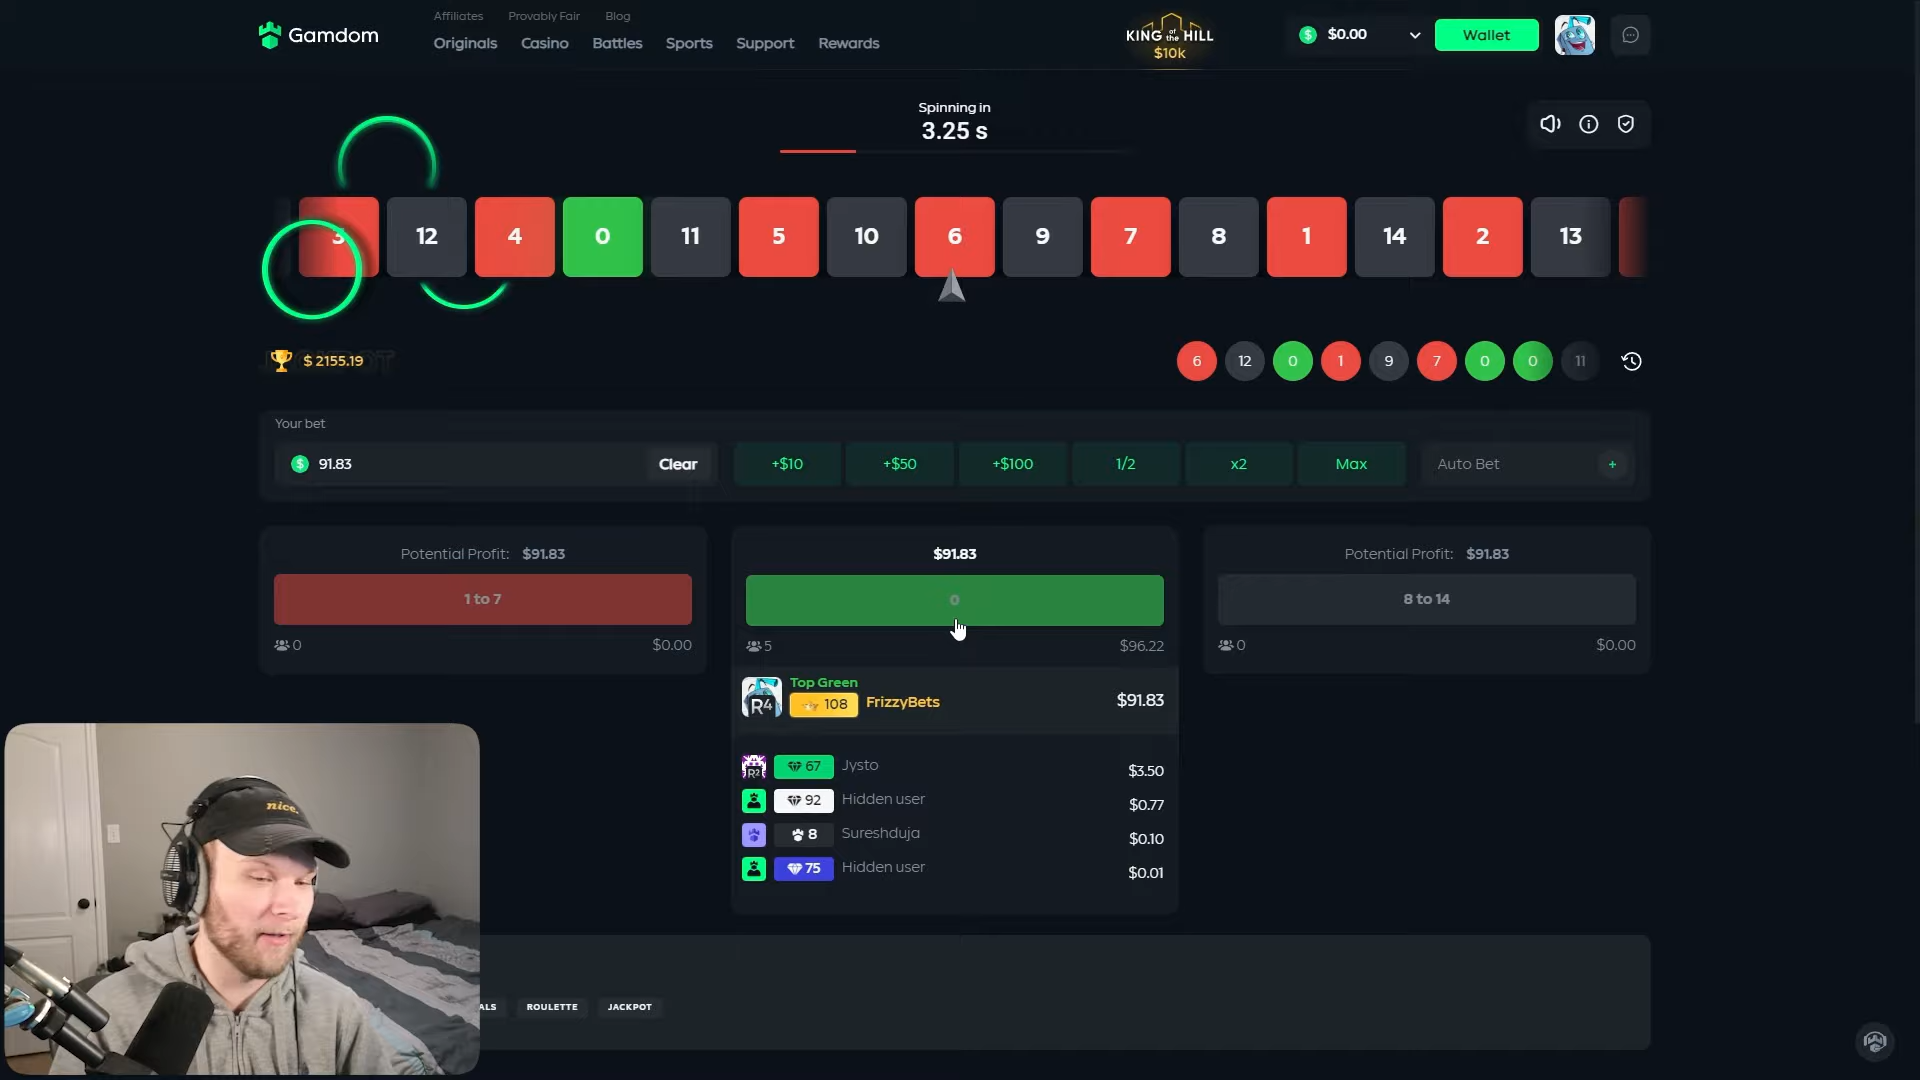 Affiliates Provably Fair Blog
Gamdom
Originals Casino Battles Sports Support Rewards
KING of the HILL
$10k
$0.00
Wallet
Spinning in
3.25 s
3 12 4 0 11 5 10 6 9 7 8 1 14 2 13
$ 2155.19
6 12 0 1 9 7 0 0 11
Your bet
91.83 Clear +$10 +$50 +$100 1/2 x2 Max Auto Bet +
Potential Profit: $91.83
1 to 7
0 $0.00
$91.83
0
5 $96.22
Potential Profit: $91.83
8 to 14
0 $0.00
Top Green
R4 108 FrizzyBets $91.83
R2 67 Jysto $3.50
92 Hidden user $0.77
8 Sureshduja $0.10
75 Hidden user $0.01
nice.
ALS ROULETTE JACKPOT